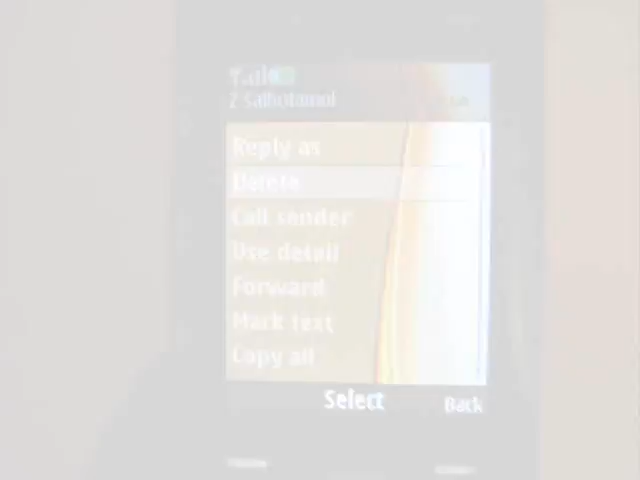 Reply as
Delete
Call sender
Use detail
Forward
Mark text
Copy all
Select
Back